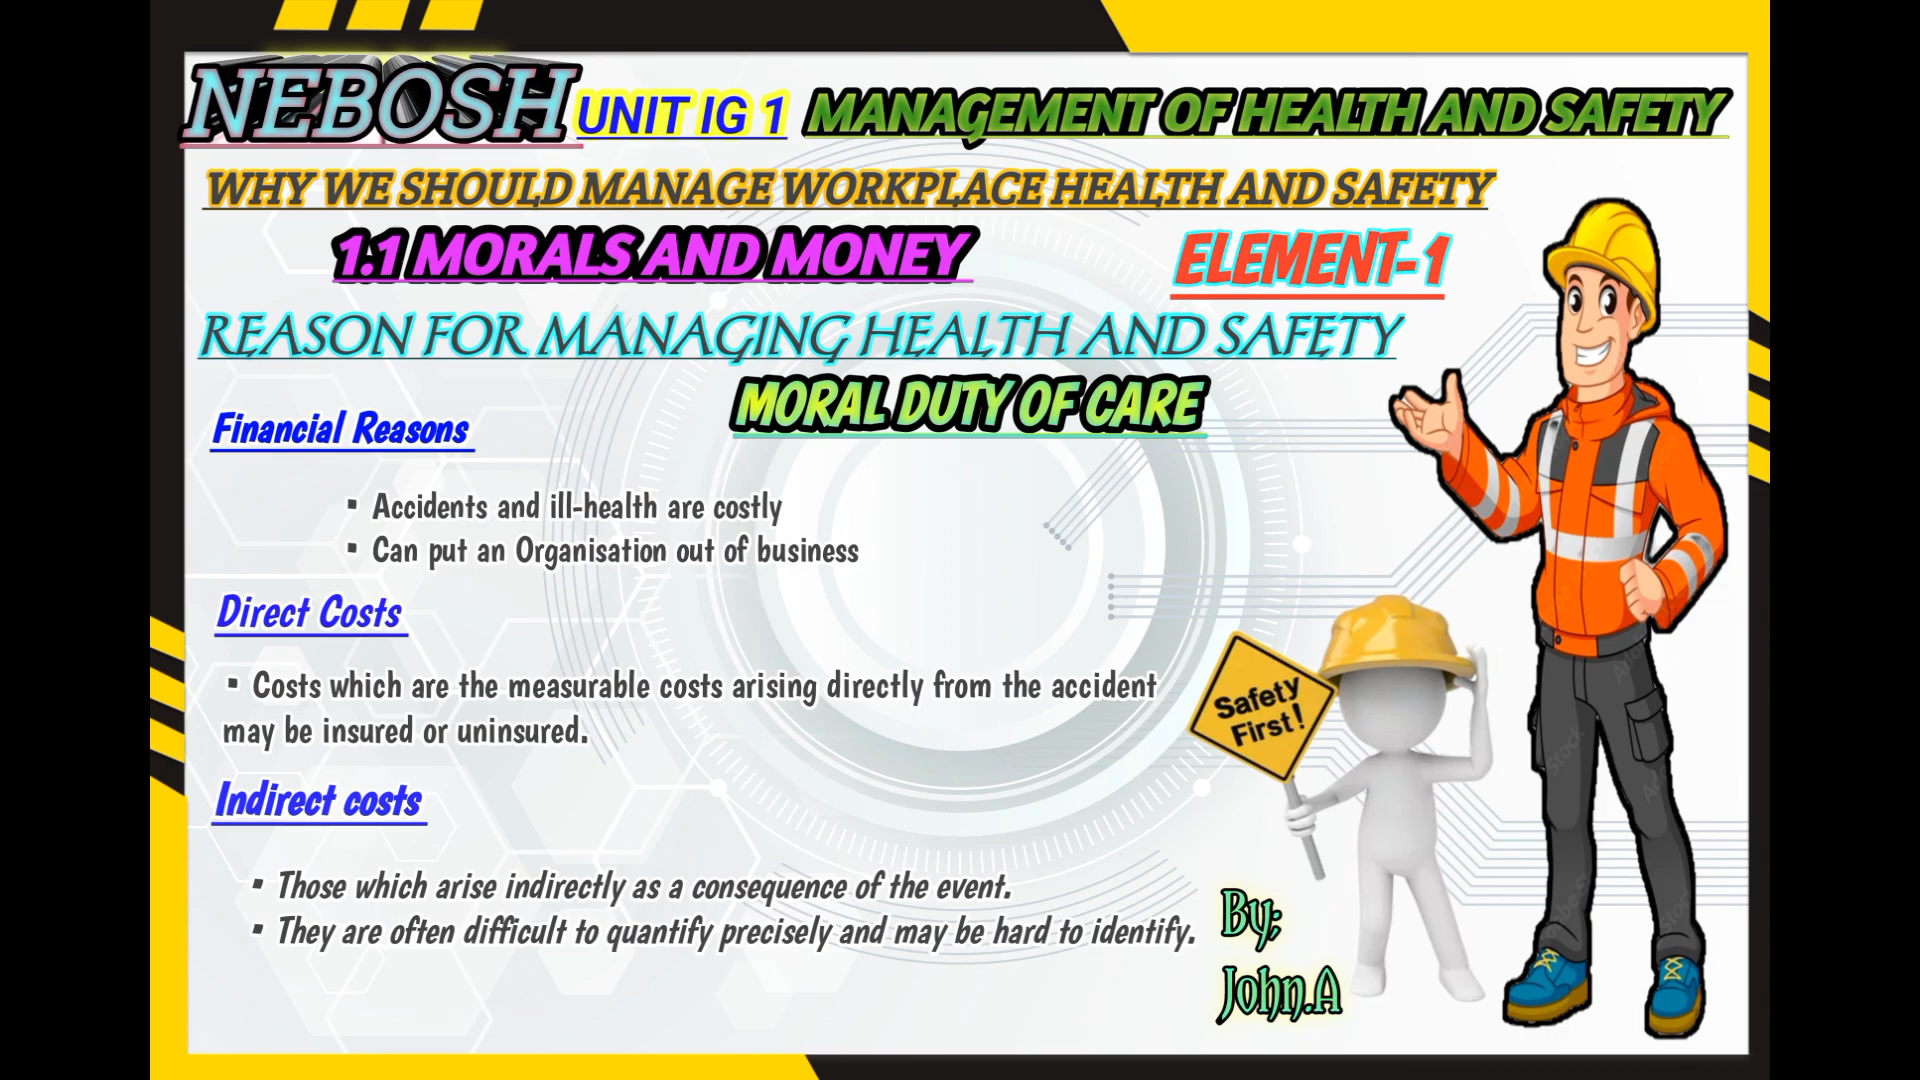 NEBOSH UNIT IG 1 MANAGEMENT OF HEALTH AND SAFETY
WHY WE SHOULD MANAGE WORKPLACE HEALTH AND SAFETY
1.1 MORALS AND MONEY
ELEMENT-1
REASON FOR MANAGING HEALTH AND SAFETY
MORAL DUTY OF CARE
Financial Reasons
▪ Accidents and ill-health are costly
▪ Can put an Organisation out of business
Direct Costs
▪ Costs which are the measurable costs arising directly from the accident
may be insured or uninsured.
Indirect costs
▪ Those which arise indirectly as a consequence of the event.
▪ They are often difficult to quantify precisely and may be hard to identify.
Safety
First!
By;
John.A